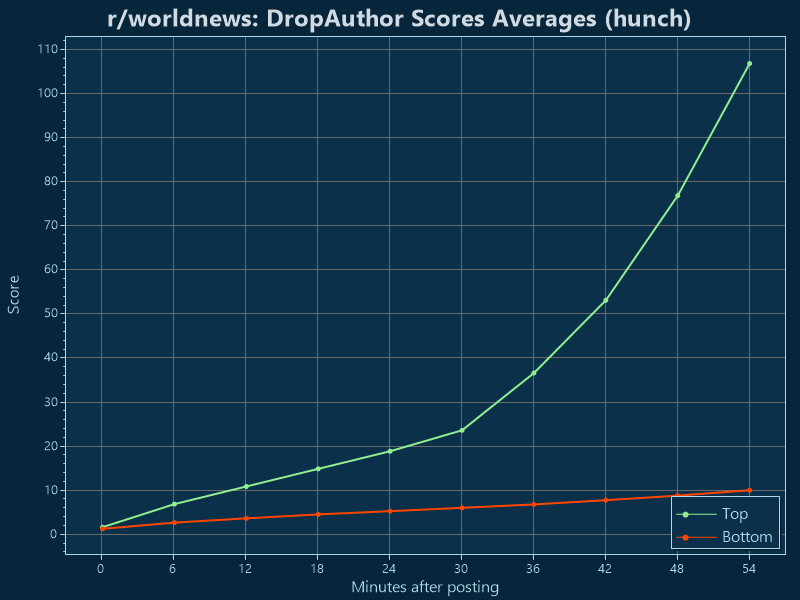 r/worldnews: DropAuthor Scores Averages (hunch)
110
100
90
80
70
60
50
40
30
20
10
0
Score
0 6 12 18 24 30 36 42 48 54
Minutes after posting
Top
Bottom